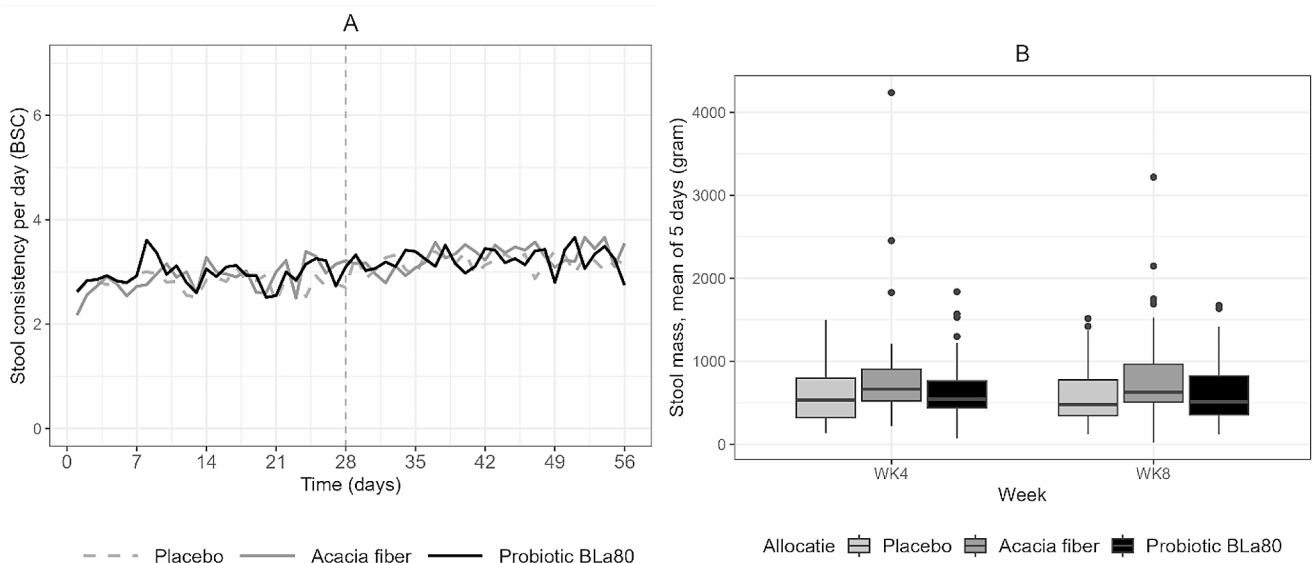 A
Stool consistency per day (BSC)
6
4
2
0
0 7 14 21 28 35 42 49 56
Time (days)
Placebo Acacia fiber Probiotic BLa80
B
Stool mass, mean of 5 days (gram)
4000
3000
2000
1000
0
WK4 WK8
Week
Allocatie Placebo Acacia fiber Probiotic BLa80